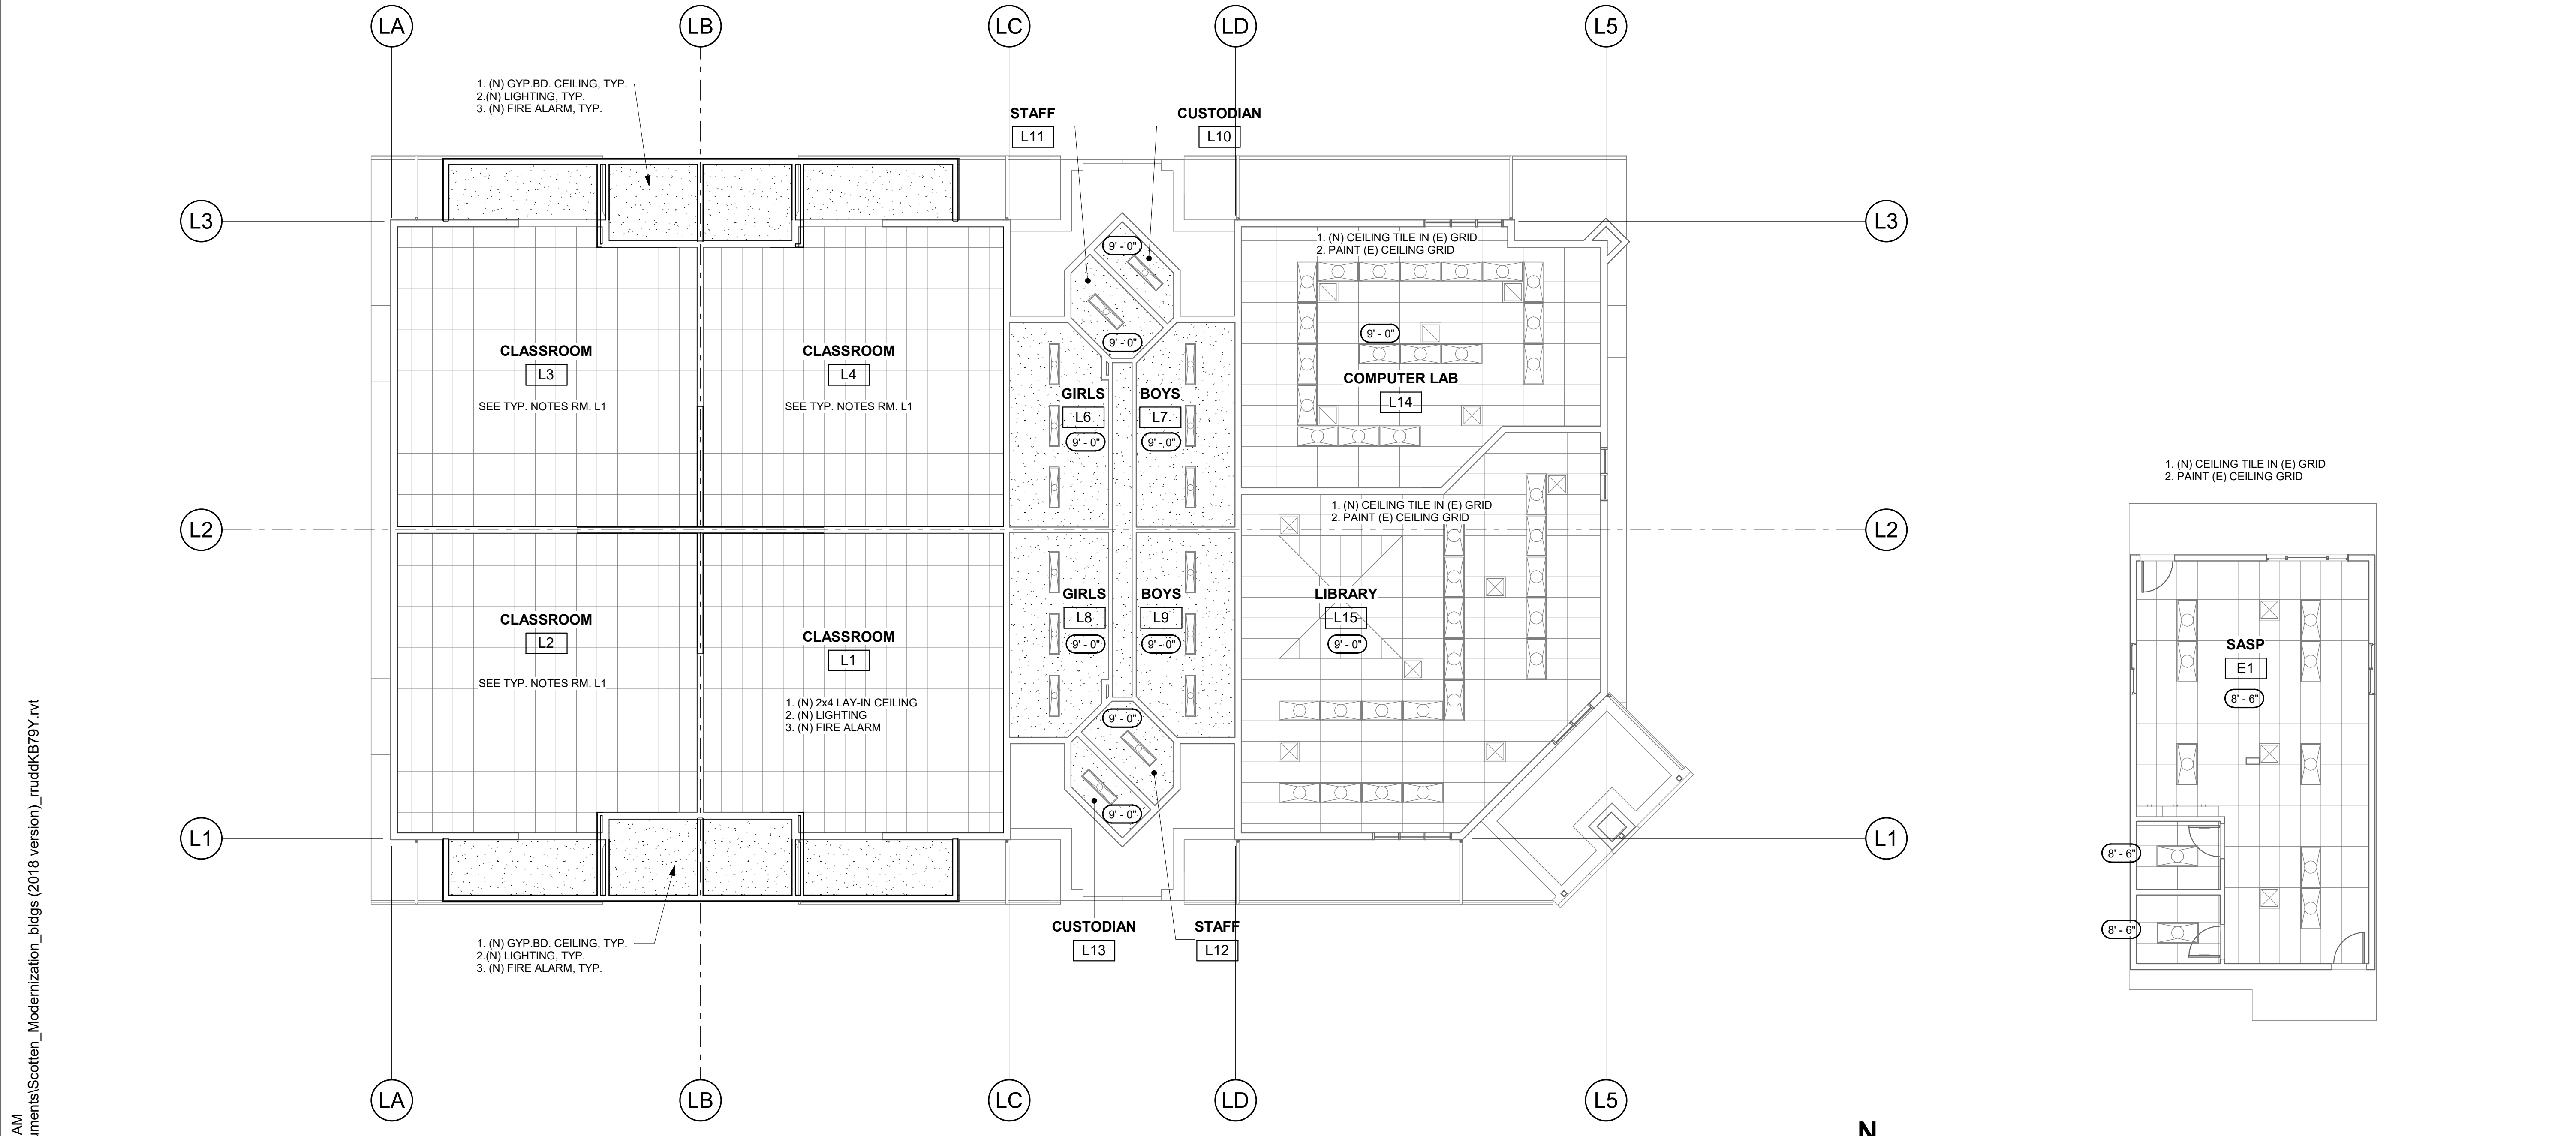 LA
LB
LC
LD
L5
1. (N) GYP.BD. CEILING, TYP.
2.(N) LIGHTING, TYP.
3. (N) FIRE ALARM, TYP.
STAFF
L11
CUSTODIAN
L10
L3
L3
9' - 0"
9' - 0"
1. (N) CEILING TILE IN (E) GRID
2. PAINT (E) CEILING GRID
9' - 0"
COMPUTER LAB
L14
CLASSROOM
L3
SEE TYP. NOTES RM. L1
CLASSROOM
L4
SEE TYP. NOTES RM. L1
GIRLS
L6
9' - 0"
BOYS
L7
9' - 0"
1. (N) CEILING TILE IN (E) GRID
2. PAINT (E) CEILING GRID
L2
L2
1. (N) CEILING TILE IN (E) GRID
2. PAINT (E) CEILING GRID
CLASSROOM
L2
SEE TYP. NOTES RM. L1
CLASSROOM
L1
1. (N) 2x4 LAY-IN CEILING
2. (N) LIGHTING
3. (N) FIRE ALARM
GIRLS
L8
9' - 0"
BOYS
L9
9' - 0"
LIBRARY
L15
9' - 0"
SASP
E1
8' - 6"
9' - 0"
9' - 0"
L1
L1
8' - 6"
8' - 6"
CUSTODIAN
L13
STAFF
L12
1. (N) GYP.BD. CEILING, TYP.
2.(N) LIGHTING, TYP.
3. (N) FIRE ALARM, TYP.
LA
LB
LC
LD
L5
N
AM
uments\Scotten_Modernization_bldgs (2018 version)_rruddKB79Y.rvt